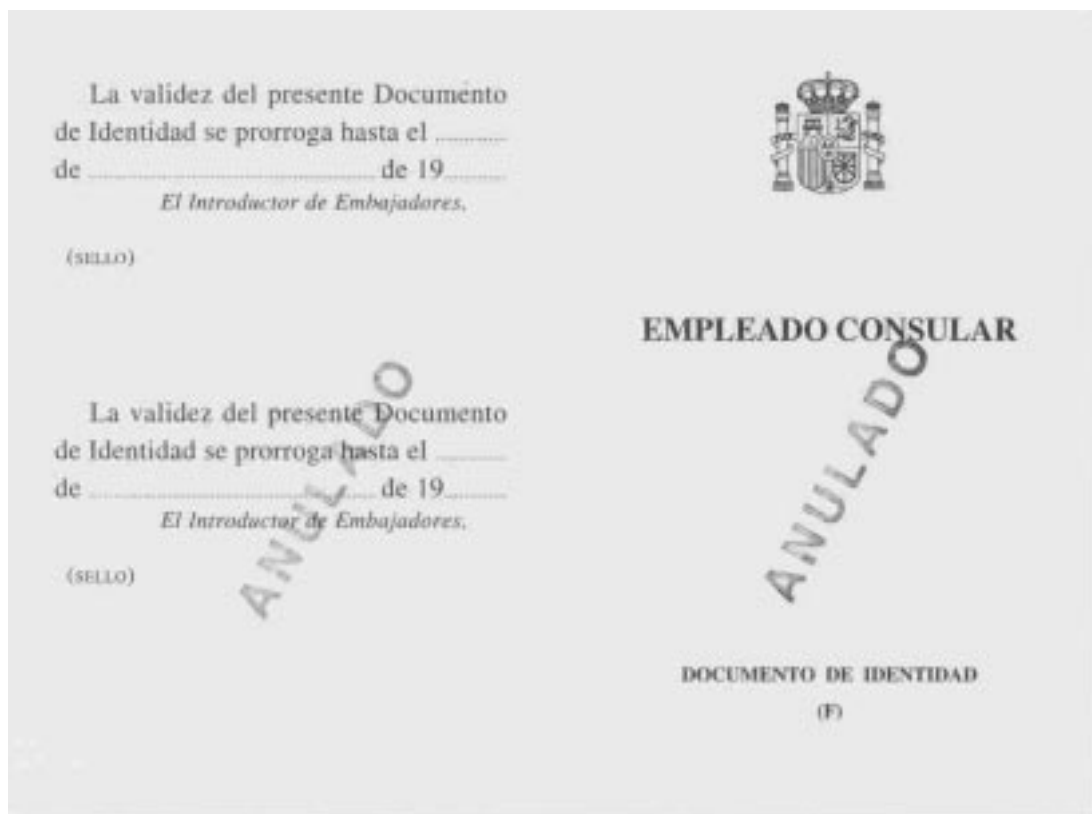 La validez del presente Documento
de Identidad se prorroga hasta el ............
de ................................................ de 19...........
El Introductor de Embajadores,
(SELLO)
La validez del presente Documento
de Identidad se prorroga hasta el ............
de ................................................ de 19...........
El Introductor de Embajadores,
(SELLO)
ANULADO
EMPLEADO CONSULAR
ANULADO
DOCUMENTO DE IDENTIDAD
(F)